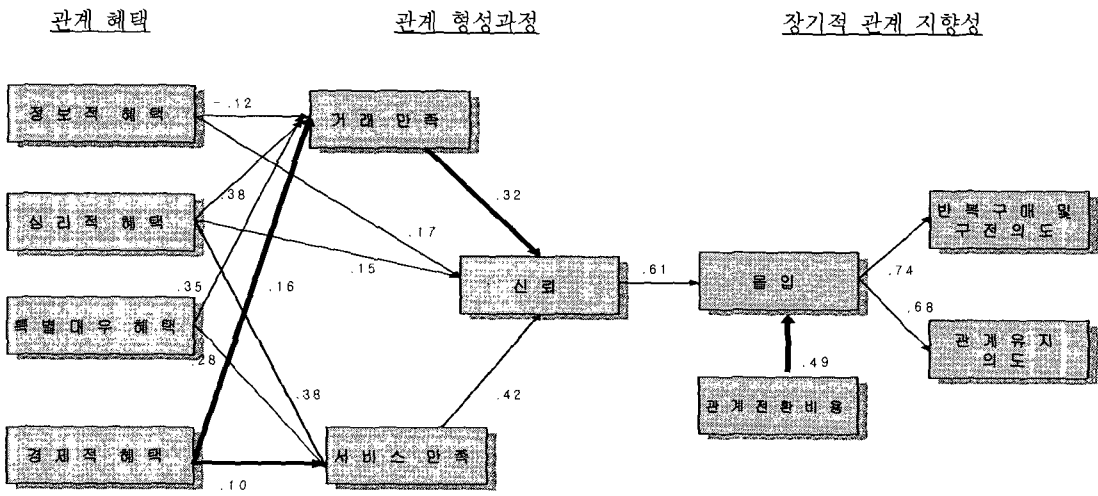 관계 혜택
관계 형성과정
장기적 관계 지향성
정보적 혜택
-.12
거래 만족
심리적 혜택
.38
.32
.17
.15
반복구매 및
구전의도
.74
신뢰
.61
몰입
.35
.16
특별대우 혜택
.68
관계유지
의도
.28
.49
.38
.42
관계전환비용
경제적 혜택
.10
서비스 만족